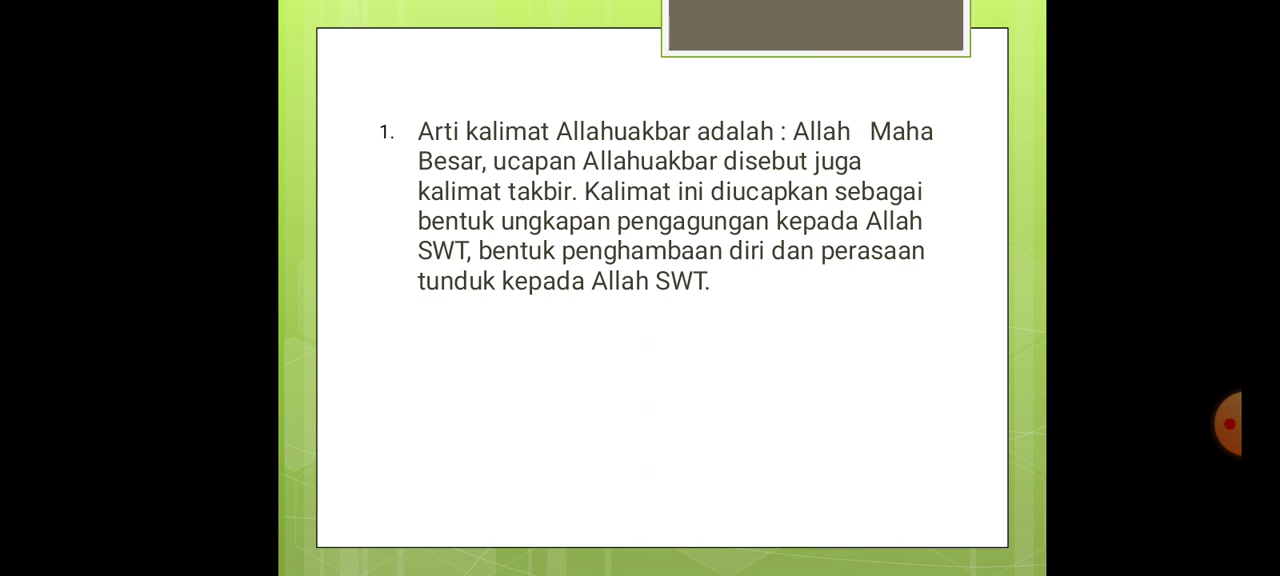 1. Arti kalimat Allahuakbar adalah : Allah   Maha
Besar, ucapan Allahuakbar disebut juga
kalimat takbir. Kalimat ini diucapkan sebagai
bentuk ungkapan pengagungan kepada Allah
SWT, bentuk penghambaan diri dan perasaan
tunduk kepada Allah SWT.